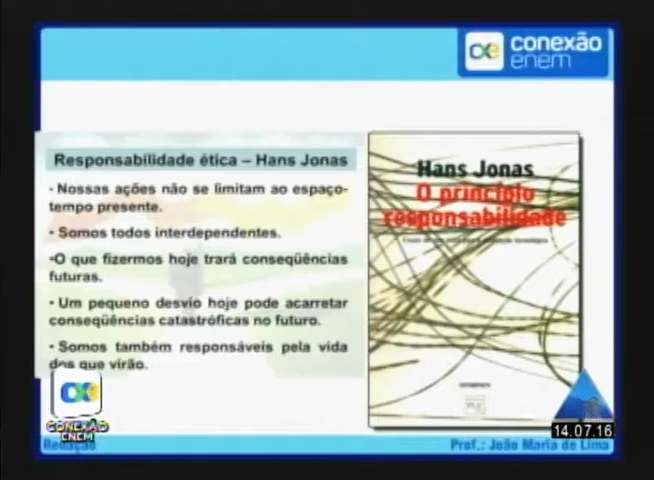 conexão
enem
Responsabilidade ética – Hans Jonas
• Nossas ações não se limitam ao espaço-
tempo presente.
• Somos todos interdependentes.
•O que fizermos hoje trará conseqüências
futuras.
• Um pequeno desvio hoje pode acarretar
conseqüências catastróficas no futuro.
• Somos também responsáveis pela vida
dos que virão.
Hans Jonas
O princípio
responsabilidade
CONEXÃO
ENEM
14.07.16
Redação
Prof.: João Maria de Lima